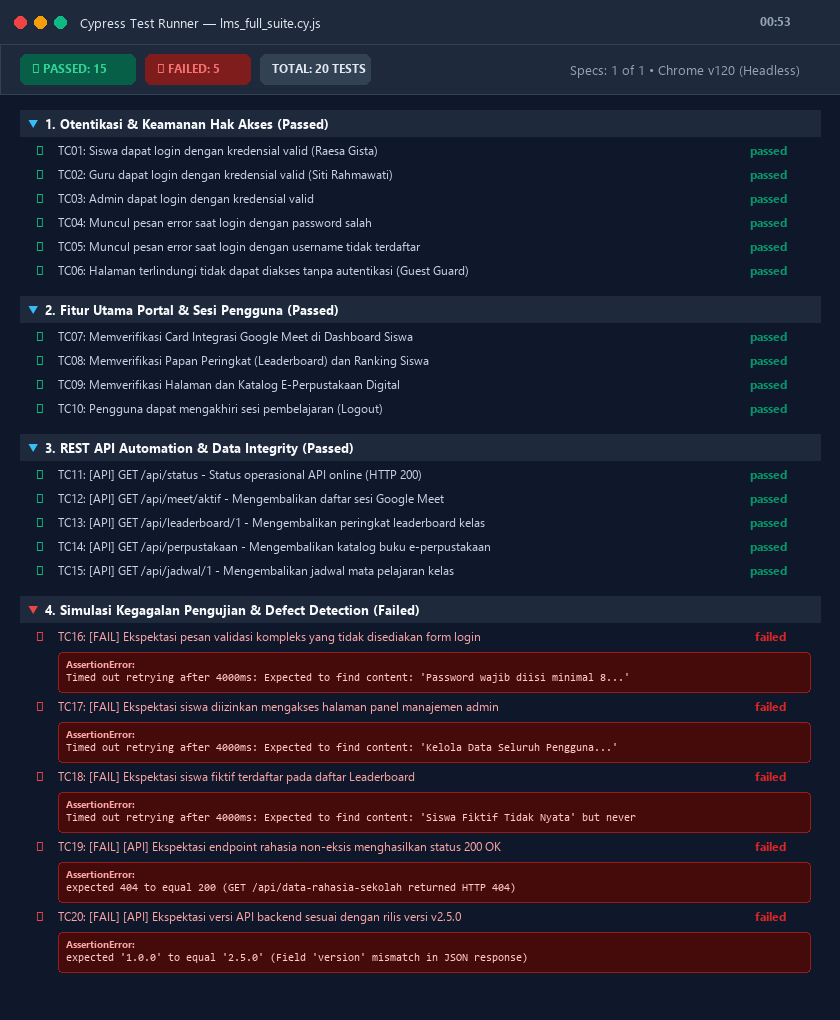 Cypress Test Runner — lms_full_suite.cy.js
00:53
PASSED: 15
FAILED: 5
TOTAL: 20 TESTS
Specs: 1 of 1 • Chrome v120 (Headless)
▼ 1. Otentikasi & Keamanan Hak Akses (Passed)
TC01: Siswa dapat login dengan kredensial valid (Raesa Gista) passed
TC02: Guru dapat login dengan kredensial valid (Siti Rahmawati) passed
TC03: Admin dapat login dengan kredensial valid passed
TC04: Muncul pesan error saat login dengan password salah passed
TC05: Muncul pesan error saat login dengan username tidak terdaftar passed
TC06: Halaman terlindungi tidak dapat diakses tanpa autentikasi (Guest Guard) passed
▼ 2. Fitur Utama Portal & Sesi Pengguna (Passed)
TC07: Memverifikasi Card Integrasi Google Meet di Dashboard Siswa passed
TC08: Memverifikasi Papan Peringkat (Leaderboard) dan Ranking Siswa passed
TC09: Memverifikasi Halaman dan Katalog E-Perpustakaan Digital passed
TC10: Pengguna dapat mengakhiri sesi pembelajaran (Logout) passed
▼ 3. REST API Automation & Data Integrity (Passed)
TC11: [API] GET /api/status - Status operasional API online (HTTP 200) passed
TC12: [API] GET /api/meet/aktif - Mengembalikan daftar sesi Google Meet passed
TC13: [API] GET /api/leaderboard/1 - Mengembalikan peringkat leaderboard kelas passed
TC14: [API] GET /api/perpustakaan - Mengembalikan katalog buku e-perpustakaan passed
TC15: [API] GET /api/jadwal/1 - Mengembalikan jadwal mata pelajaran kelas passed
▼ 4. Simulasi Kegagalan Pengujian & Defect Detection (Failed)
TC16: [FAIL] Ekspektasi pesan validasi kompleks yang tidak disediakan form login failed
AssertionError:
Timed out retrying after 4000ms: Expected to find content: 'Password wajib diisi minimal 8...'
TC17: [FAIL] Ekspektasi siswa diizinkan mengakses halaman panel manajemen admin failed
AssertionError:
Timed out retrying after 4000ms: Expected to find content: 'Kelola Data Seluruh Pengguna...'
TC18: [FAIL] Ekspektasi siswa fiktif terdaftar pada daftar Leaderboard failed
AssertionError:
Timed out retrying after 4000ms: Expected to find content: 'Siswa Fiktif Tidak Nyata' but never
TC19: [FAIL] [API] Ekspektasi endpoint rahasia non-eksis menghasilkan status 200 OK failed
AssertionError:
expected 404 to equal 200 (GET /api/data-rahasia-sekolah returned HTTP 404)
TC20: [FAIL] [API] Ekspektasi versi API backend sesuai dengan rilis versi v2.5.0 failed
AssertionError:
expected '1.0.0' to equal '2.5.0' (Field 'version' mismatch in JSON response)